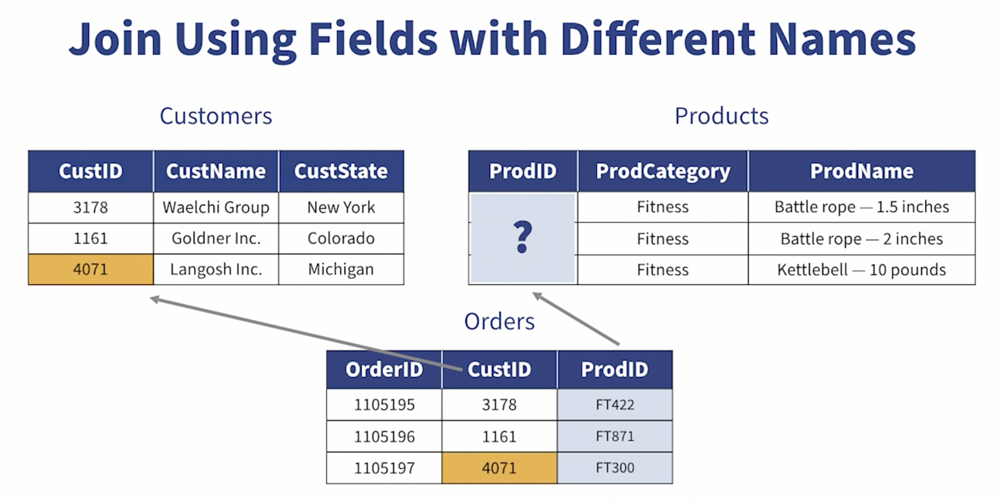 Join Using Fields with Different Names
Customers
CustID CustName CustState
3178 Waelchi Group New York
1161 Goldner Inc. Colorado
4071 Langosh Inc. Michigan
Products
ProdID ProdCategory ProdName
Fitness Battle rope — 1.5 inches
? Fitness Battle rope — 2 inches
Fitness Kettlebell — 10 pounds
Orders
OrderID CustID ProdID
1105195 3178 FT422
1105196 1161 FT871
1105197 4071 FT300